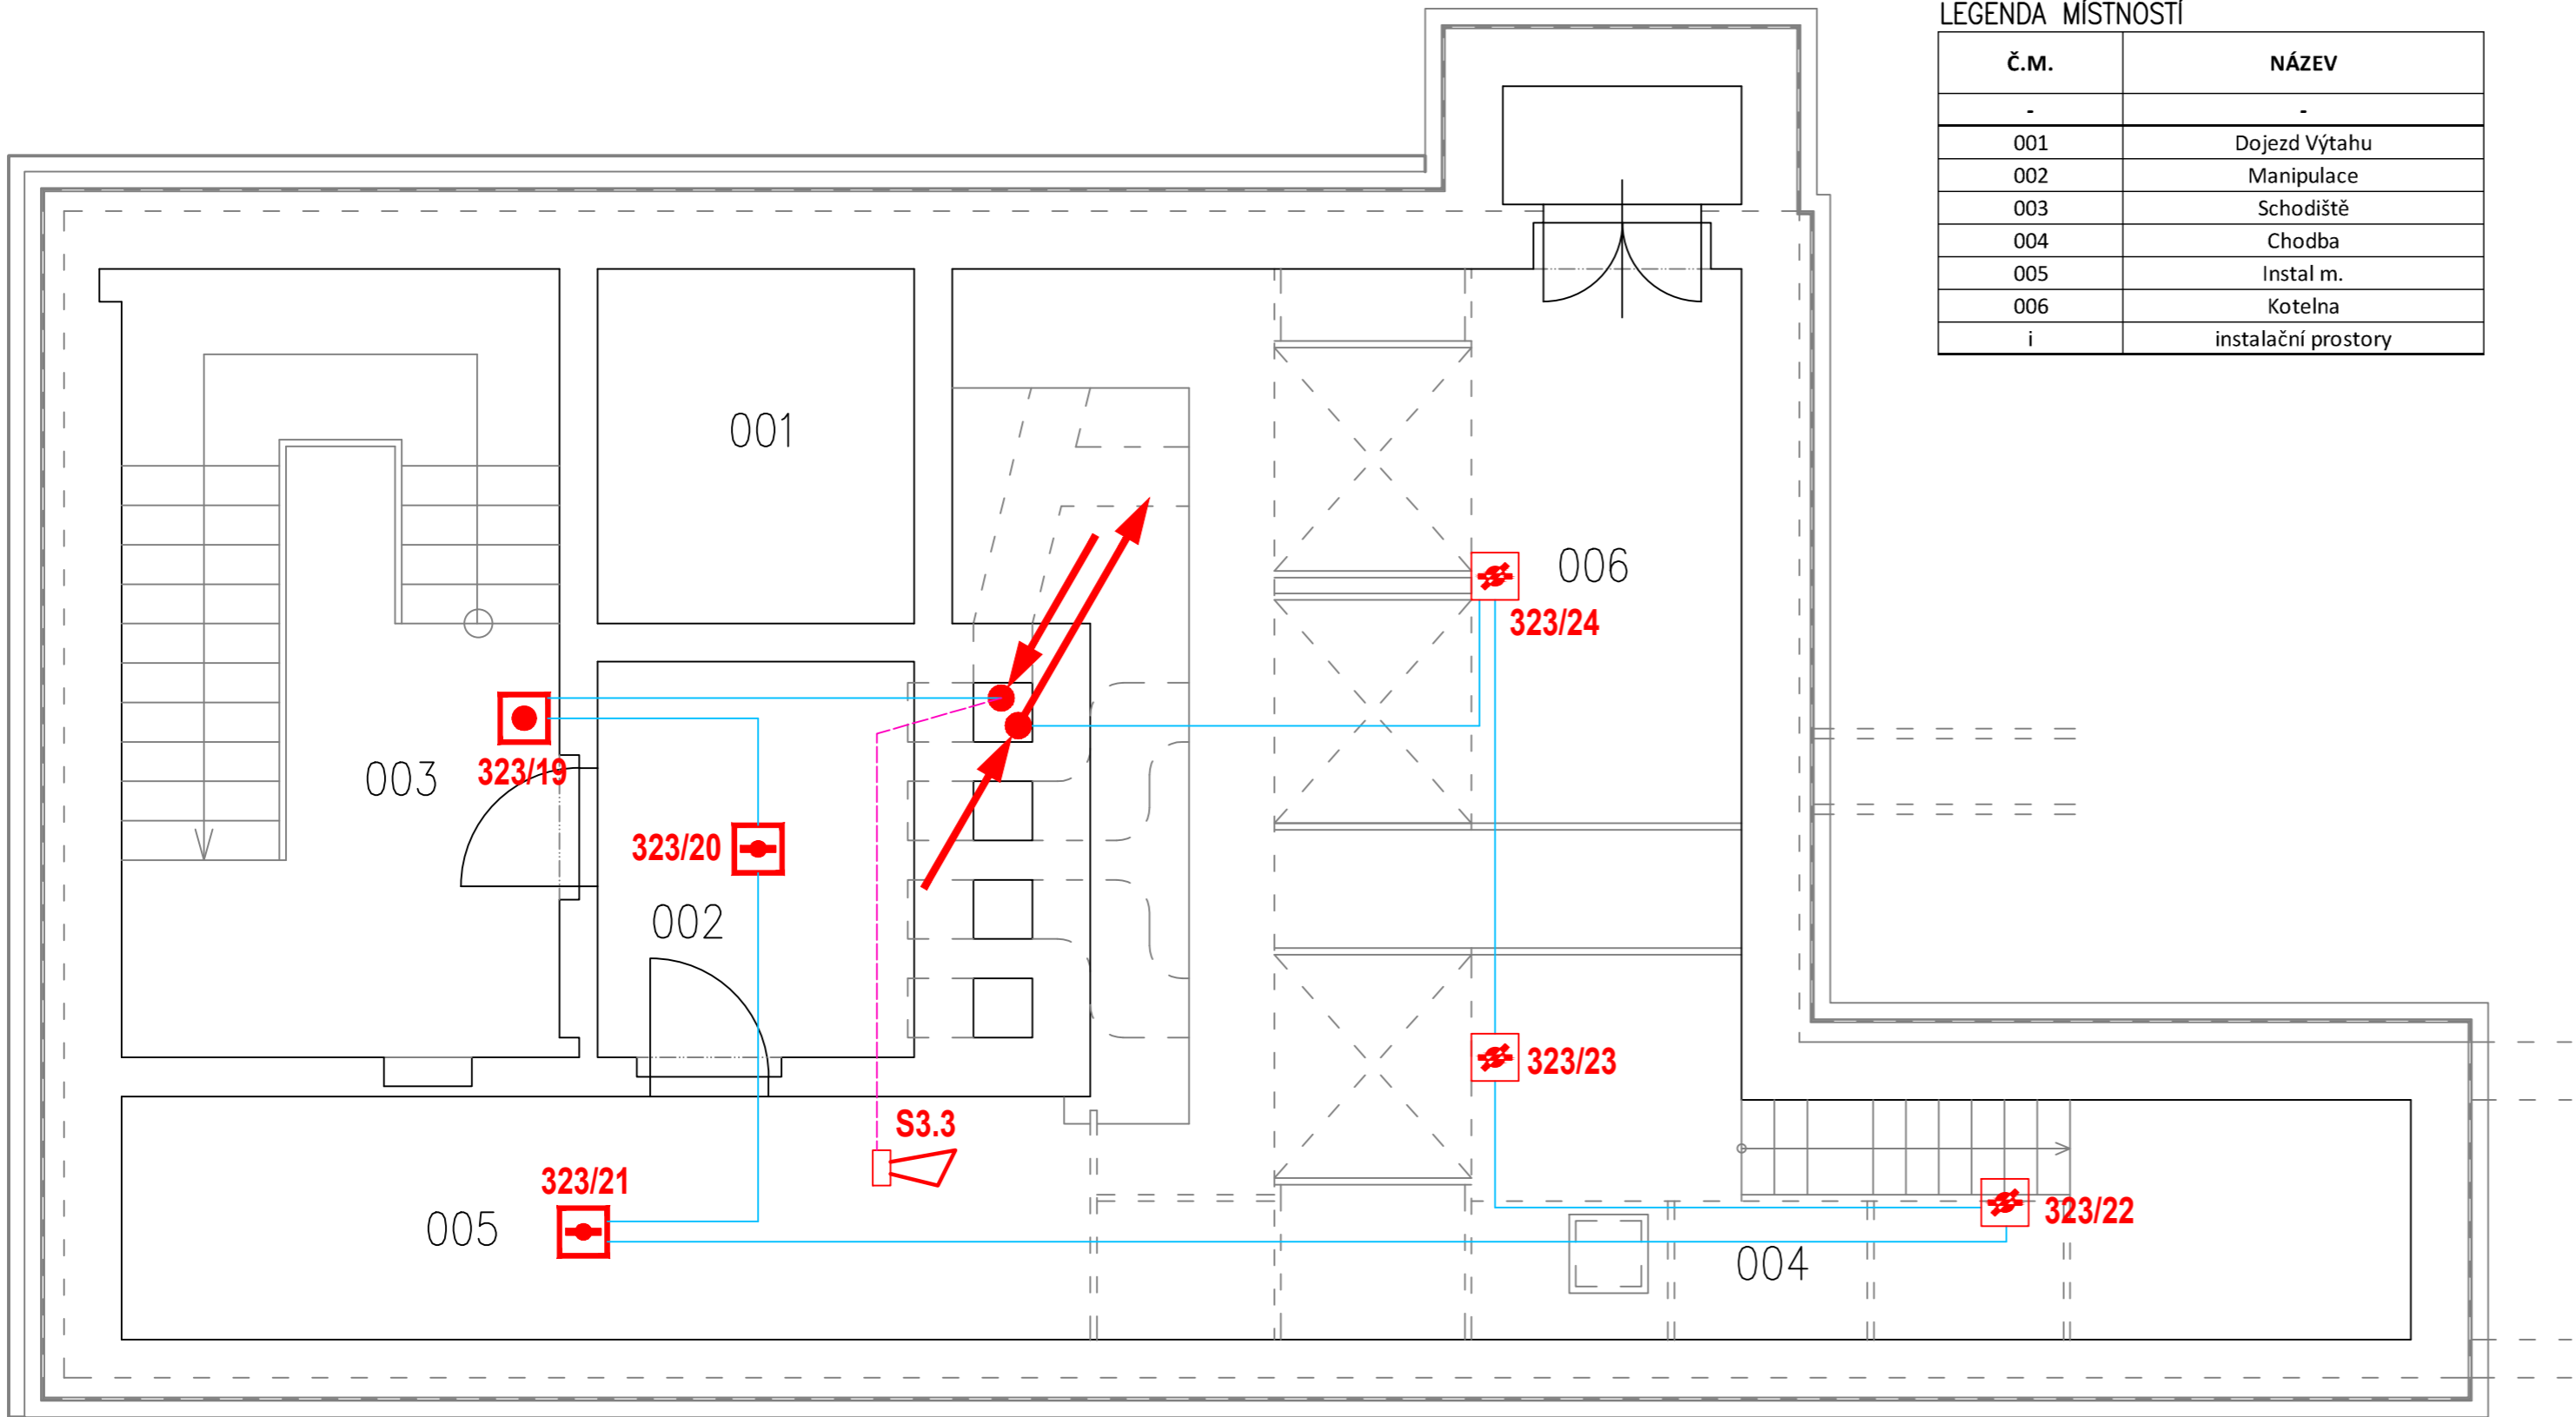 LEGENDA MÍSTNOSTÍ
Č.M. NÁZEV
- -
001 Dojezd Výtahu
002 Manipulace
003 Schodiště
004 Chodba
005 Instal m.
006 Kotelna
i instalační prostory
001
006
323/24
003
323/19
323/20
002
323/23
S3.3
323/21
005
323/22
004